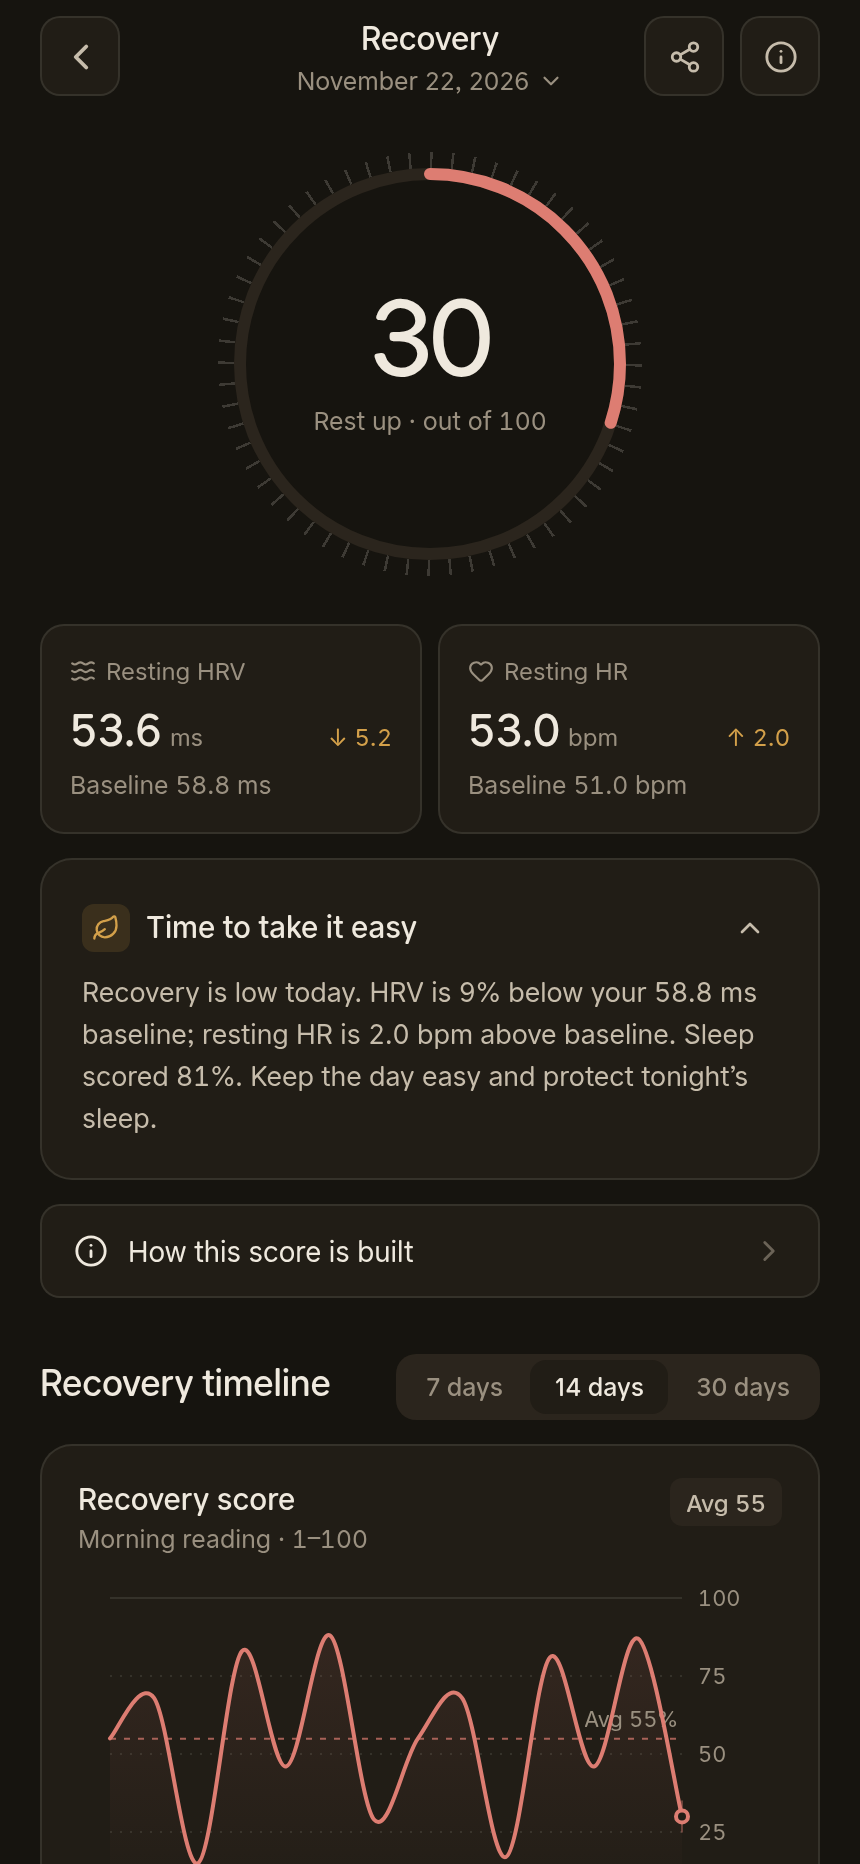 Recovery
November 22, 2026
30
Rest up · out of 100
Resting HRV
53.6 ms ↓ 5.2
Baseline 58.8 ms
Resting HR
53.0 bpm ↑ 2.0
Baseline 51.0 bpm
Time to take it easy
Recovery is low today. HRV is 9% below your 58.8 ms
baseline; resting HR is 2.0 bpm above baseline. Sleep
scored 81%. Keep the day easy and protect tonight’s
sleep.
How this score is built
Recovery timeline
7 days 14 days 30 days
Recovery score
Avg 55
Morning reading · 1–100
100
75
Avg 55%
50
25